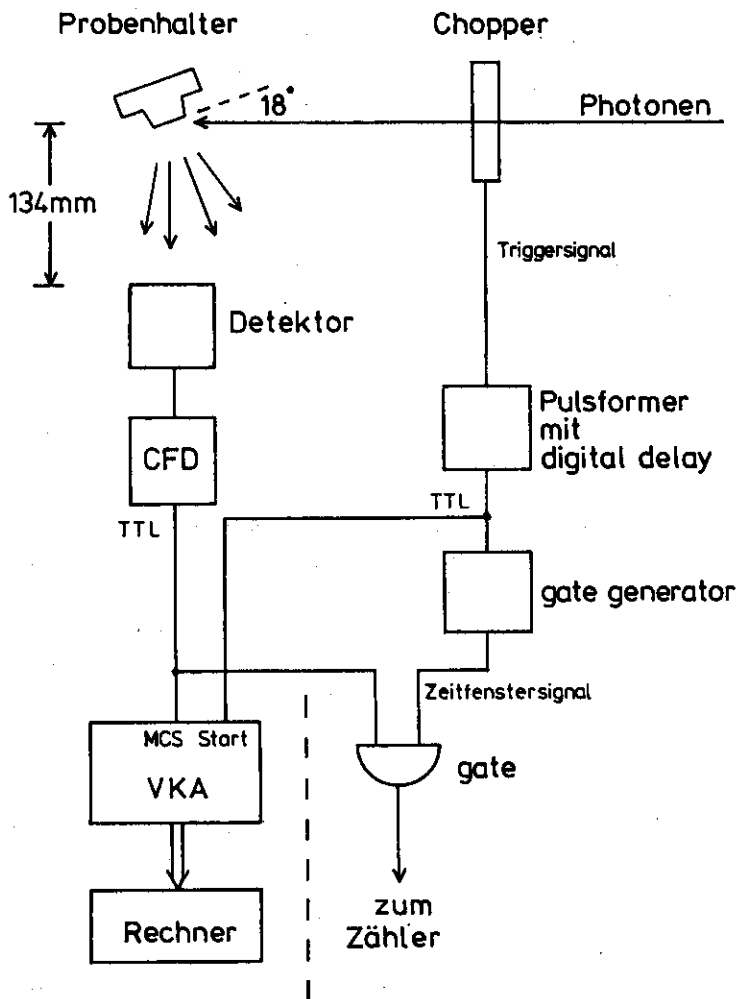 Probenhalter
Chopper
18°
Photonen
134mm
Triggersignal
Detektor
Pulsformer
mit
digital delay
CFD
TTL
TTL
gate generator
Zeitfenstersignal
MCS Start
VKA
gate
Rechner
zum
Zähler